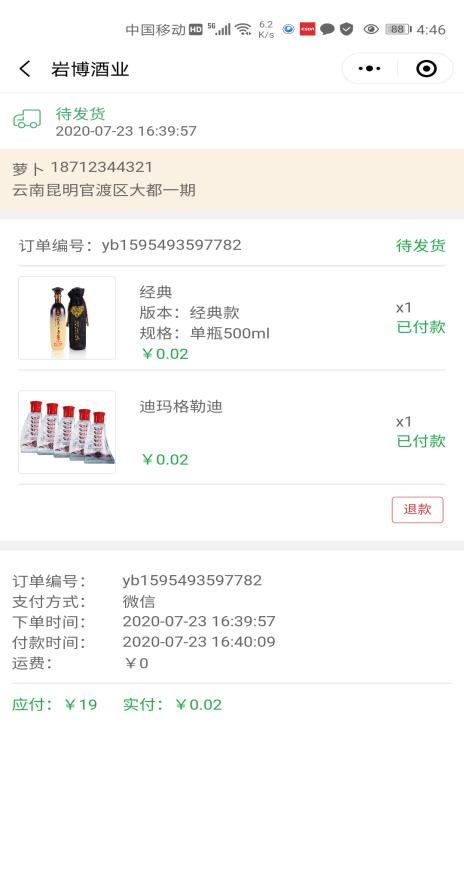 中国移动 HD 5G 6.2 K/s 88 4:46
岩博酒业
待发货
2020-07-23 16:39:57
萝卜 18712344321
云南昆明官渡区大都一期
订单编号：yb1595493597782 待发货
经典
版本：经典款 x1
规格：单瓶500ml 已付款
￥0.02
迪玛格勒迪
x1
已付款
￥0.02
退款
订单编号： yb1595493597782
支付方式： 微信
下单时间： 2020-07-23 16:39:57
付款时间： 2020-07-23 16:40:09
运费： ￥0
应付：￥19 实付：￥0.02